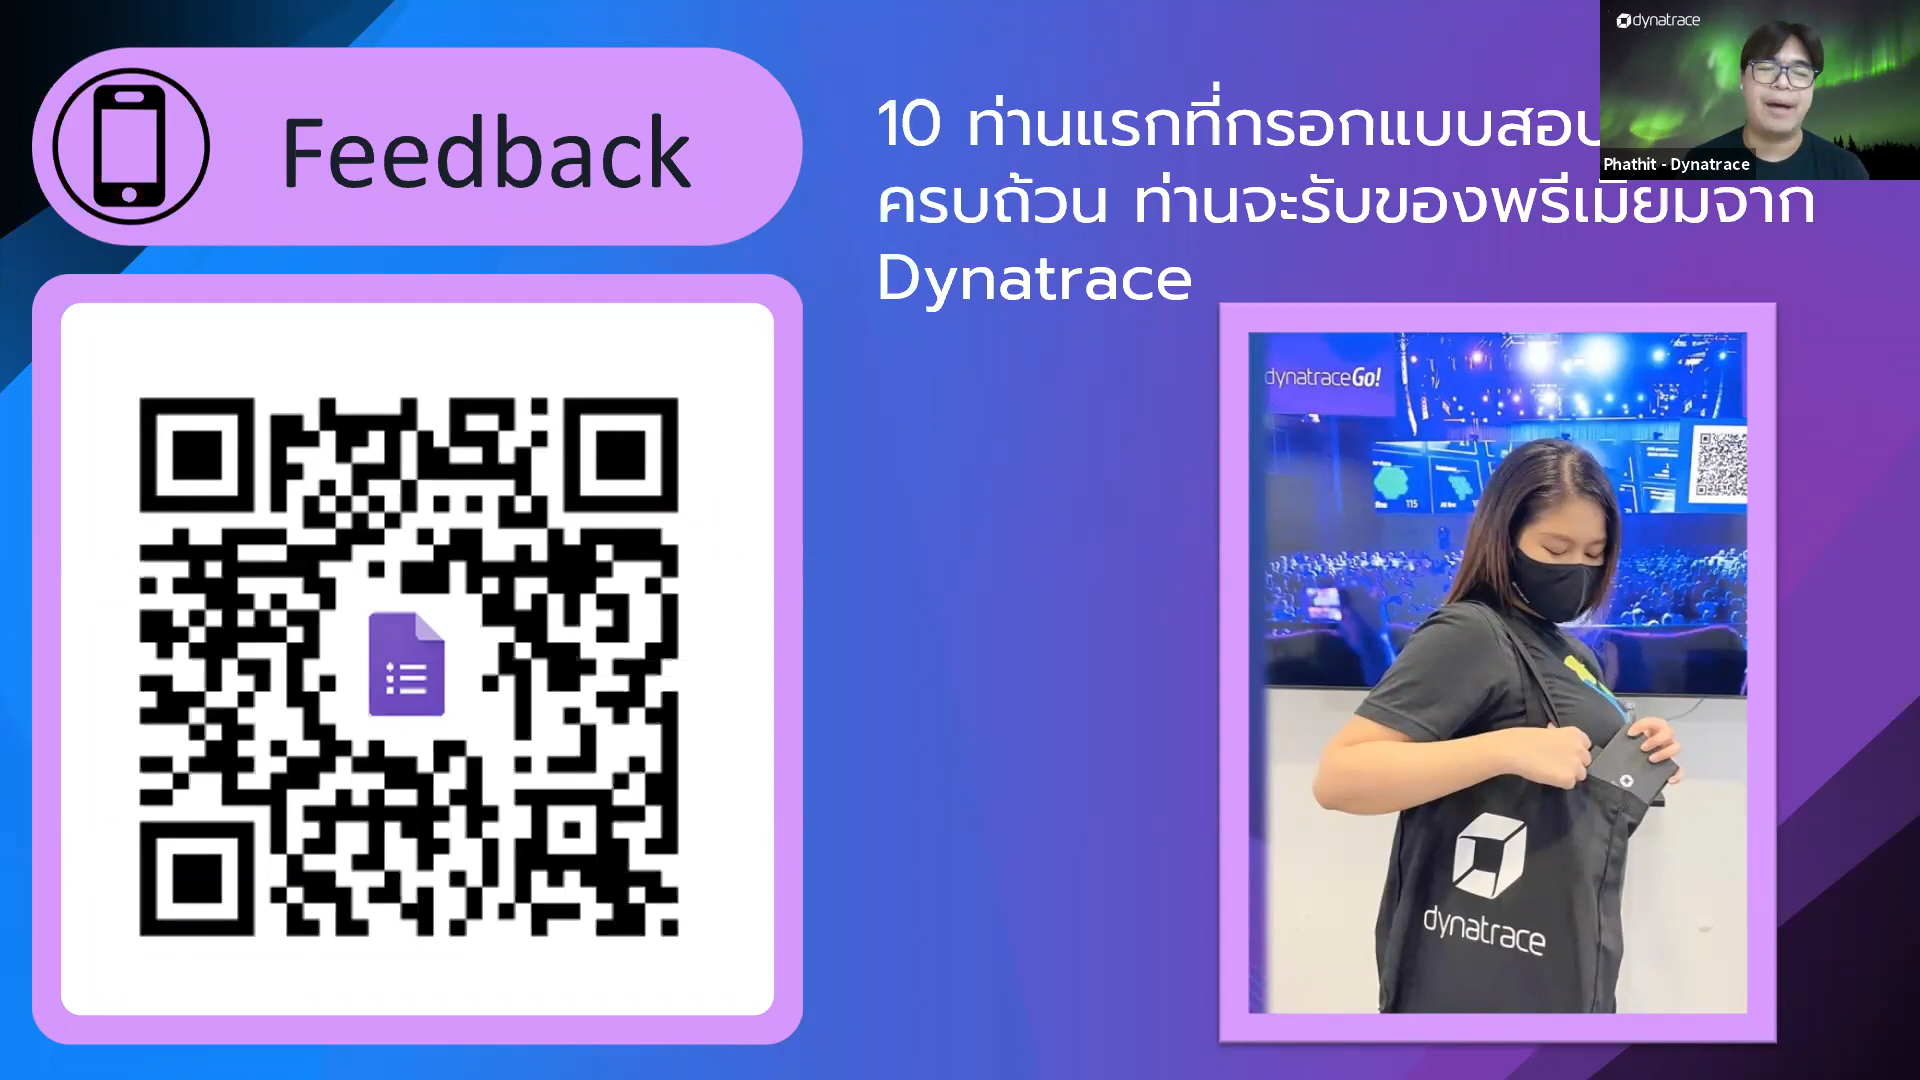 Feedback
10 ท่านแรกที่กรอกแบบสอบ
ครบถ้วน ท่านจะรับของพรีเมียมจาก
Dynatrace
dynatrace
Phathit - Dynatrace
dynatraceGo!
115
dynatrace